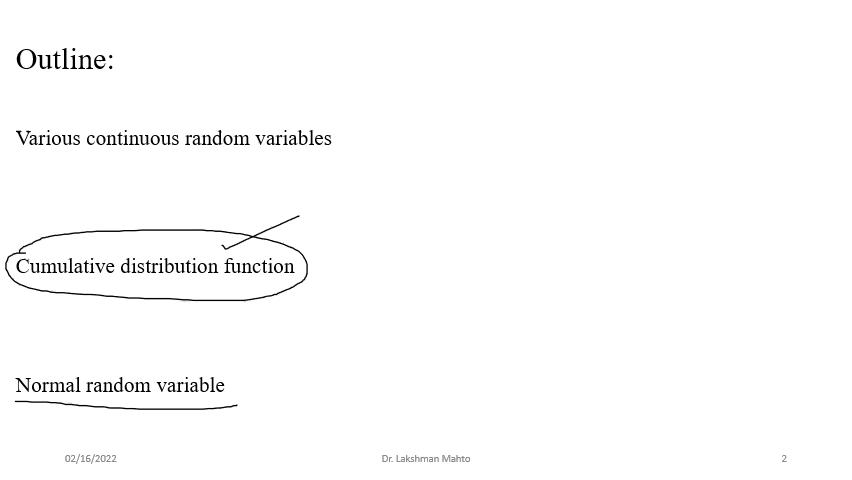 Outline:
Various continuous random variables
Cumulative distribution function
Normal random variable
02/16/2022 Dr. Lakshman Mahto 2